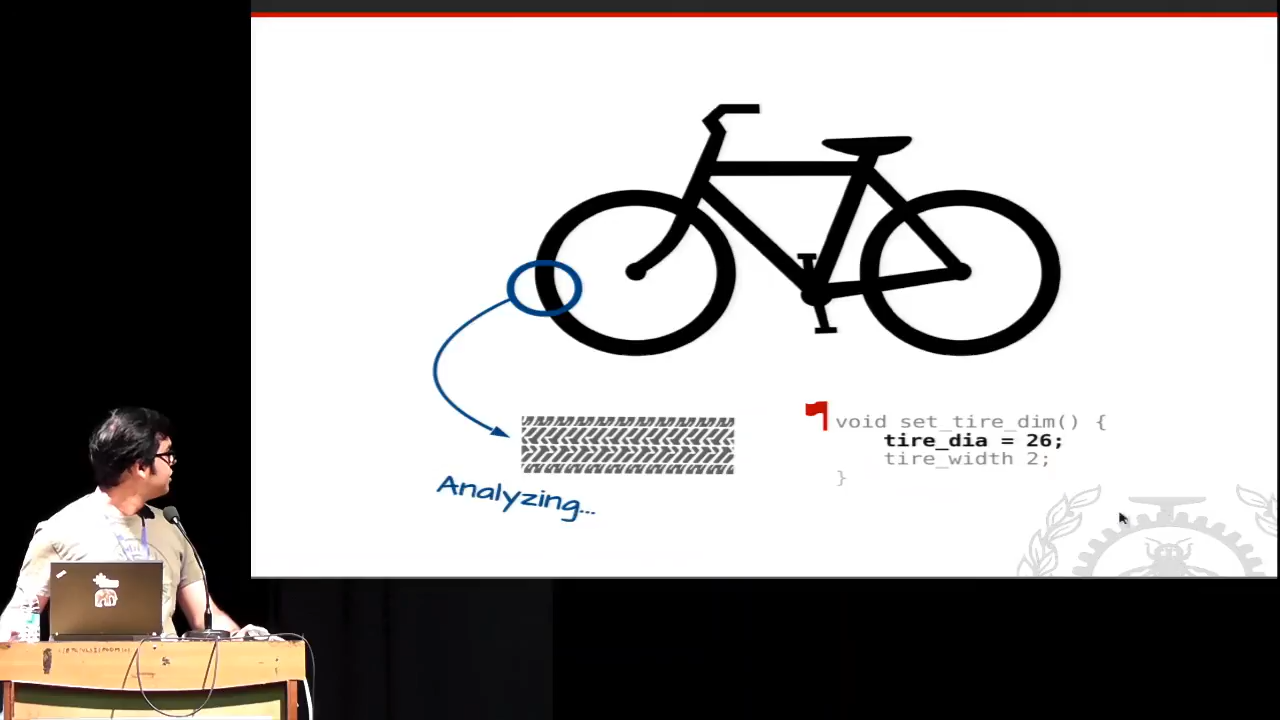 void set_tire_dim() {
tire_dia = 26;
tire_width 2;
}
Analyzing...